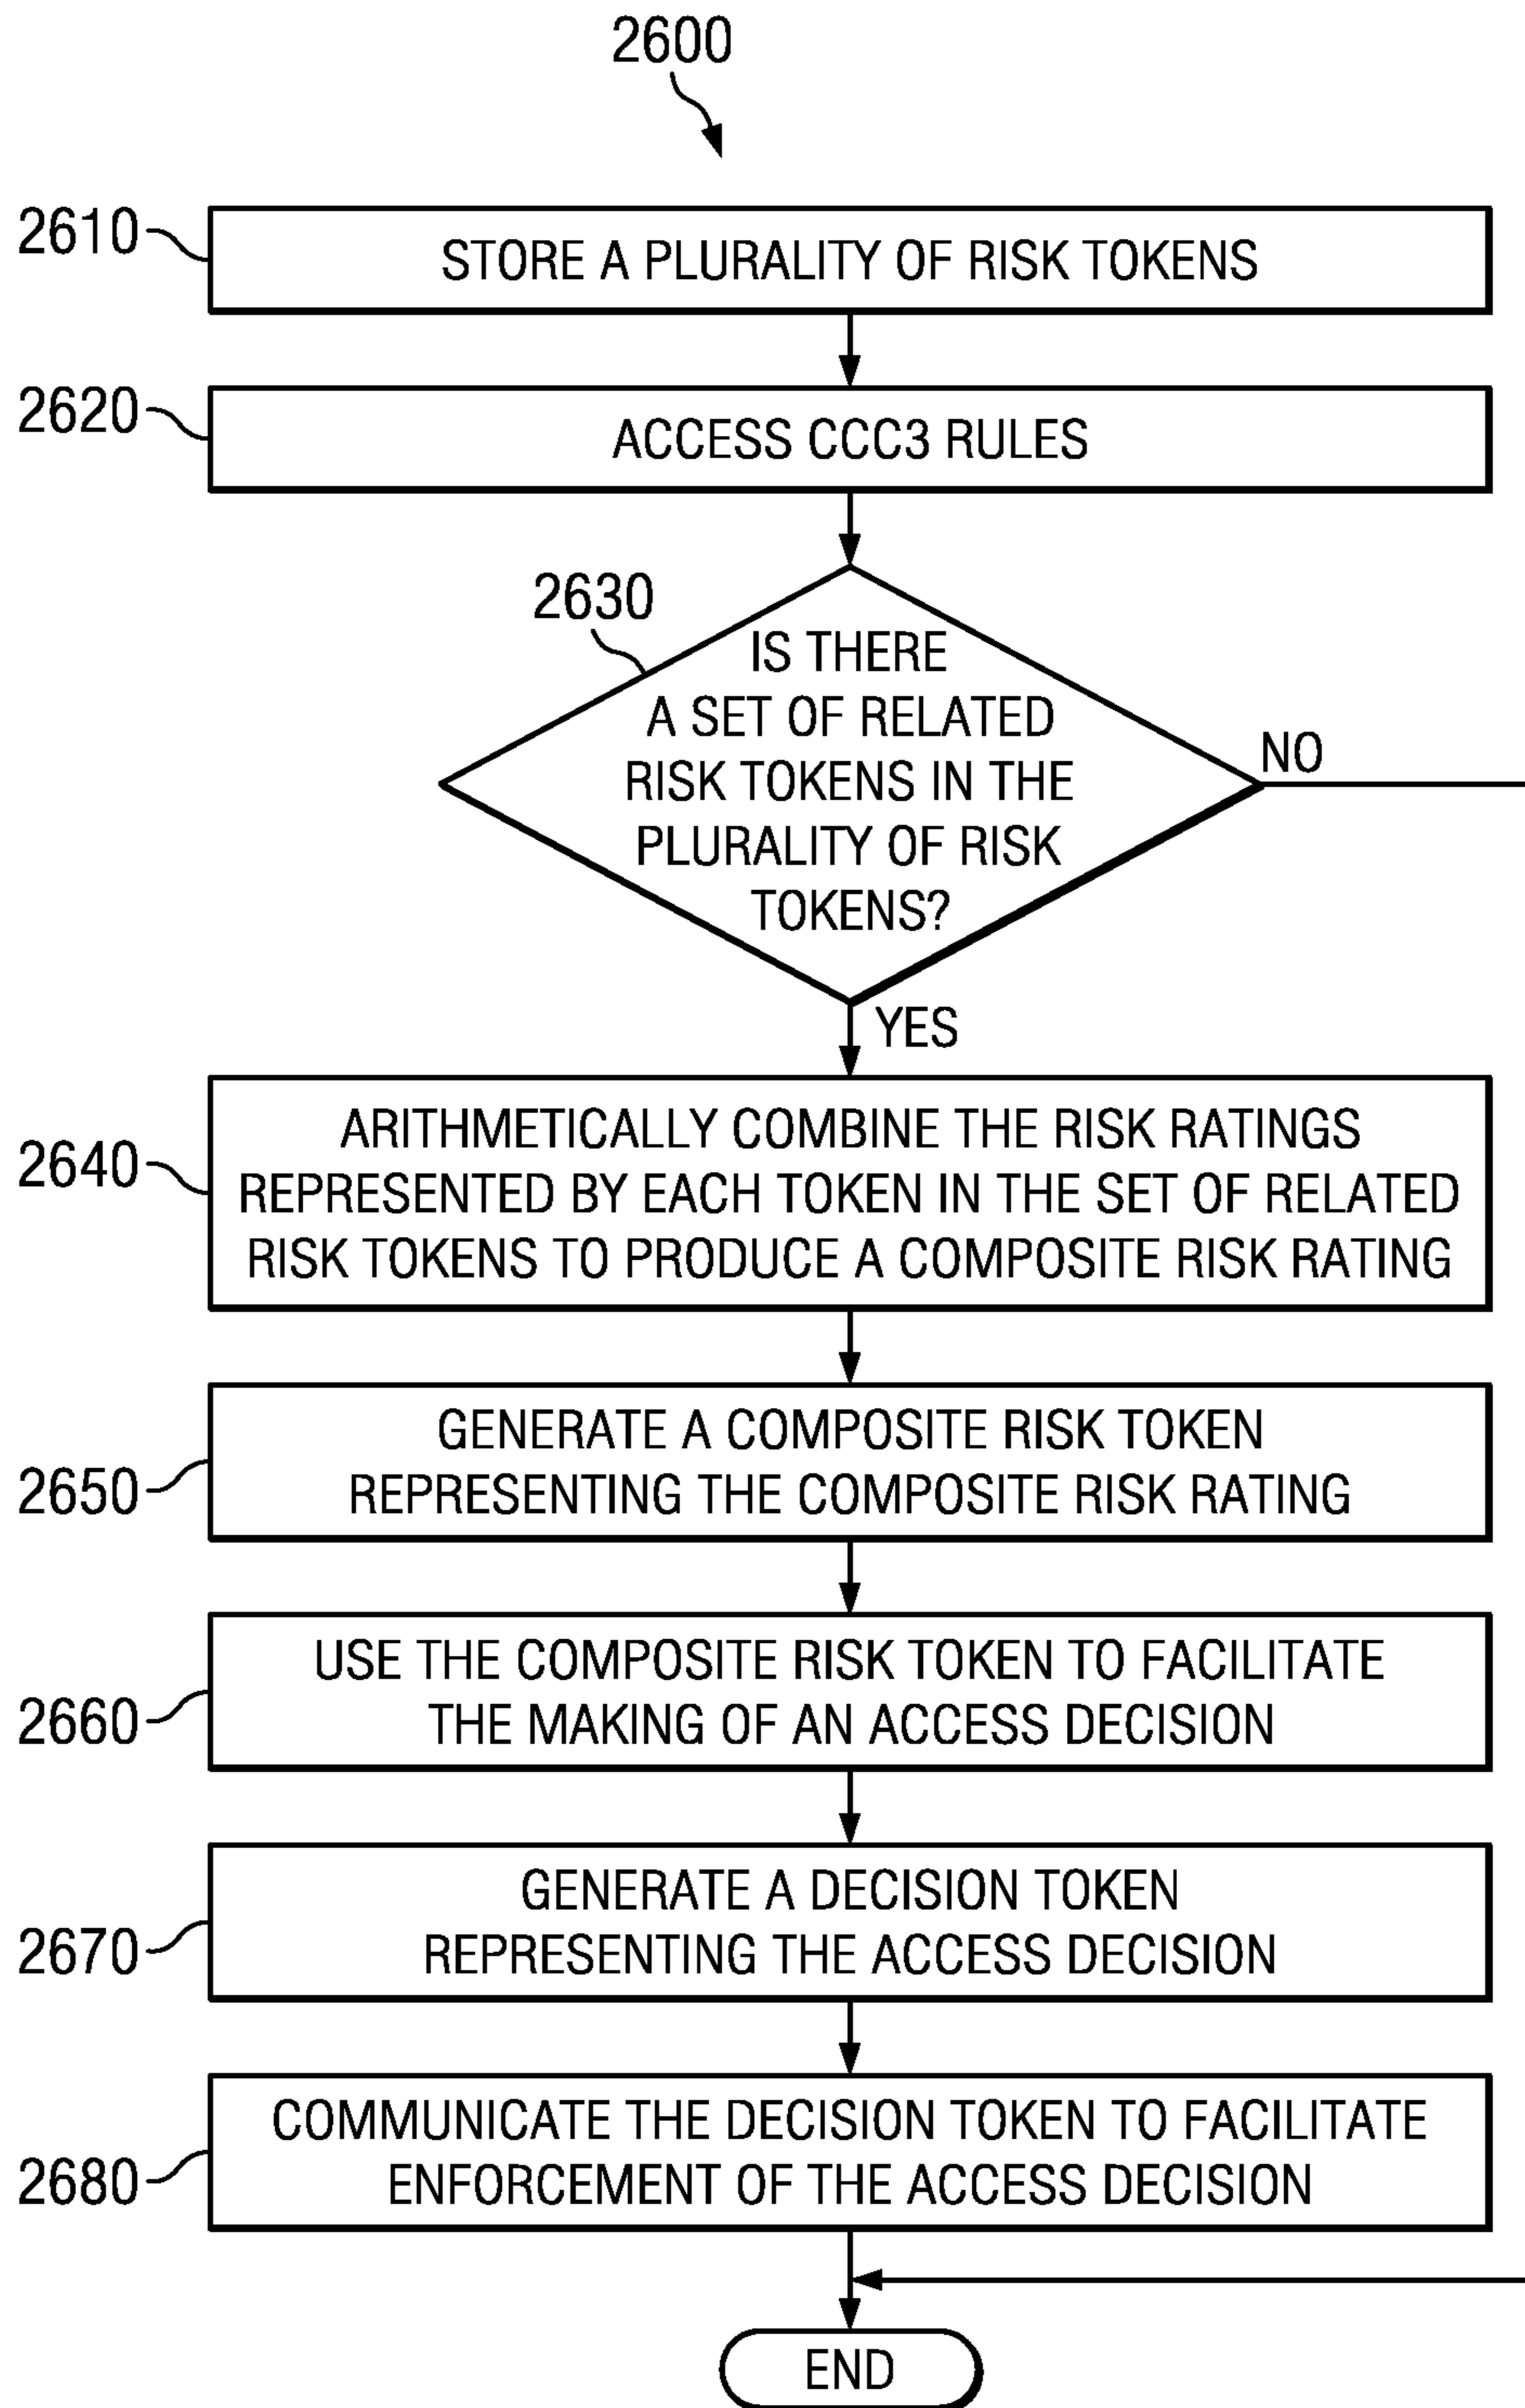 2600
2610
STORE A PLURALITY OF RISK TOKENS
2620
ACCESS CCC3 RULES
2630
IS THERE
A SET OF RELATED
RISK TOKENS IN THE
PLURALITY OF RISK
TOKENS?
NO
YES
2640
ARITHMETICALLY COMBINE THE RISK RATINGS
REPRESENTED BY EACH TOKEN IN THE SET OF RELATED
RISK TOKENS TO PRODUCE A COMPOSITE RISK RATING
2650
GENERATE A COMPOSITE RISK TOKEN
REPRESENTING THE COMPOSITE RISK RATING
2660
USE THE COMPOSITE RISK TOKEN TO FACILITATE
THE MAKING OF AN ACCESS DECISION
2670
GENERATE A DECISION TOKEN
REPRESENTING THE ACCESS DECISION
2680
COMMUNICATE THE DECISION TOKEN TO FACILITATE
ENFORCEMENT OF THE ACCESS DECISION
END